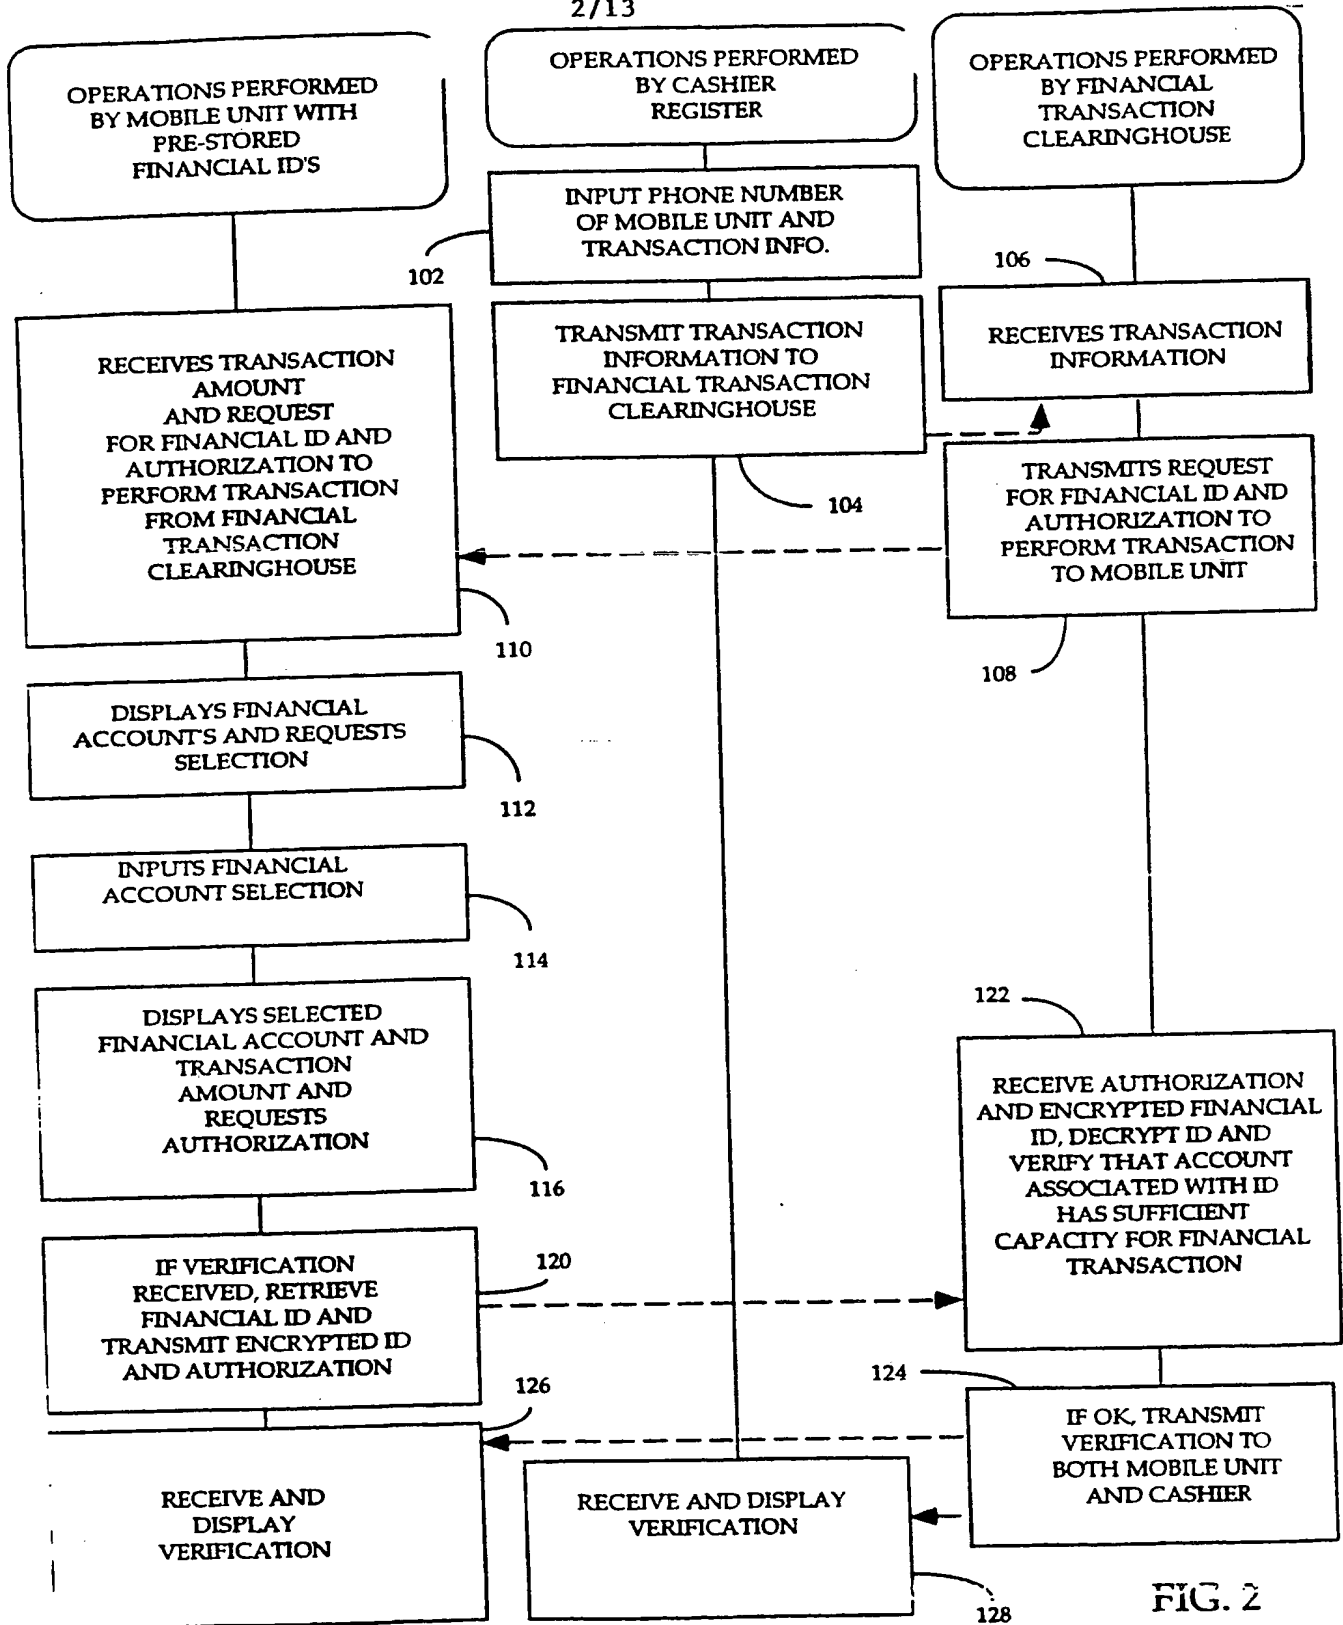 2/13
OPERATIONS PERFORMED
BY MOBILE UNIT WITH
PRE-STORED
FINANCIAL ID'S
OPERATIONS PERFORMED
BY CASHIER
REGISTER
OPERATIONS PERFORMED
BY FINANCIAL
TRANSACTION
CLEARINGHOUSE
INPUT PHONE NUMBER
OF MOBILE UNIT AND
TRANSACTION INFO.
102
TRANSMIT TRANSACTION
INFORMATION TO
FINANCIAL TRANSACTION
CLEARINGHOUSE
104
106
RECEIVES TRANSACTION
INFORMATION
TRANSMITS REQUEST
FOR FINANCIAL ID AND
AUTHORIZATION TO
PERFORM TRANSACTION
TO MOBILE UNIT
108
RECEIVES TRANSACTION
AMOUNT
AND REQUEST
FOR FINANCIAL ID AND
AUTHORIZATION TO
PERFORM TRANSACTION
FROM FINANCIAL
TRANSACTION
CLEARINGHOUSE
110
DISPLAYS FINANCIAL
ACCOUNT'S AND REQUESTS
SELECTION
112
INPUTS FINANCIAL
ACCOUNT SELECTION
114
DISPLAYS SELECTED
FINANCIAL ACCOUNT AND
TRANSACTION
AMOUNT AND
REQUESTS
AUTHORIZATION
116
IF VERIFICATION
RECEIVED, RETRIEVE
FINANCIAL ID AND
TRANSMIT ENCRYPTED ID
AND AUTHORIZATION
120
122
RECEIVE AUTHORIZATION
AND ENCRYPTED FINANCIAL
ID, DECRYPT ID AND
VERIFY THAT ACCOUNT
ASSOCIATED WITH ID
HAS SUFFICIENT
CAPACITY FOR FINANCIAL
TRANSACTION
124
IF OK, TRANSMIT
VERIFICATION TO
BOTH MOBILE UNIT
AND CASHIER
126
RECEIVE AND
DISPLAY
VERIFICATION
RECEIVE AND DISPLAY
VERIFICATION
128
FIG. 2